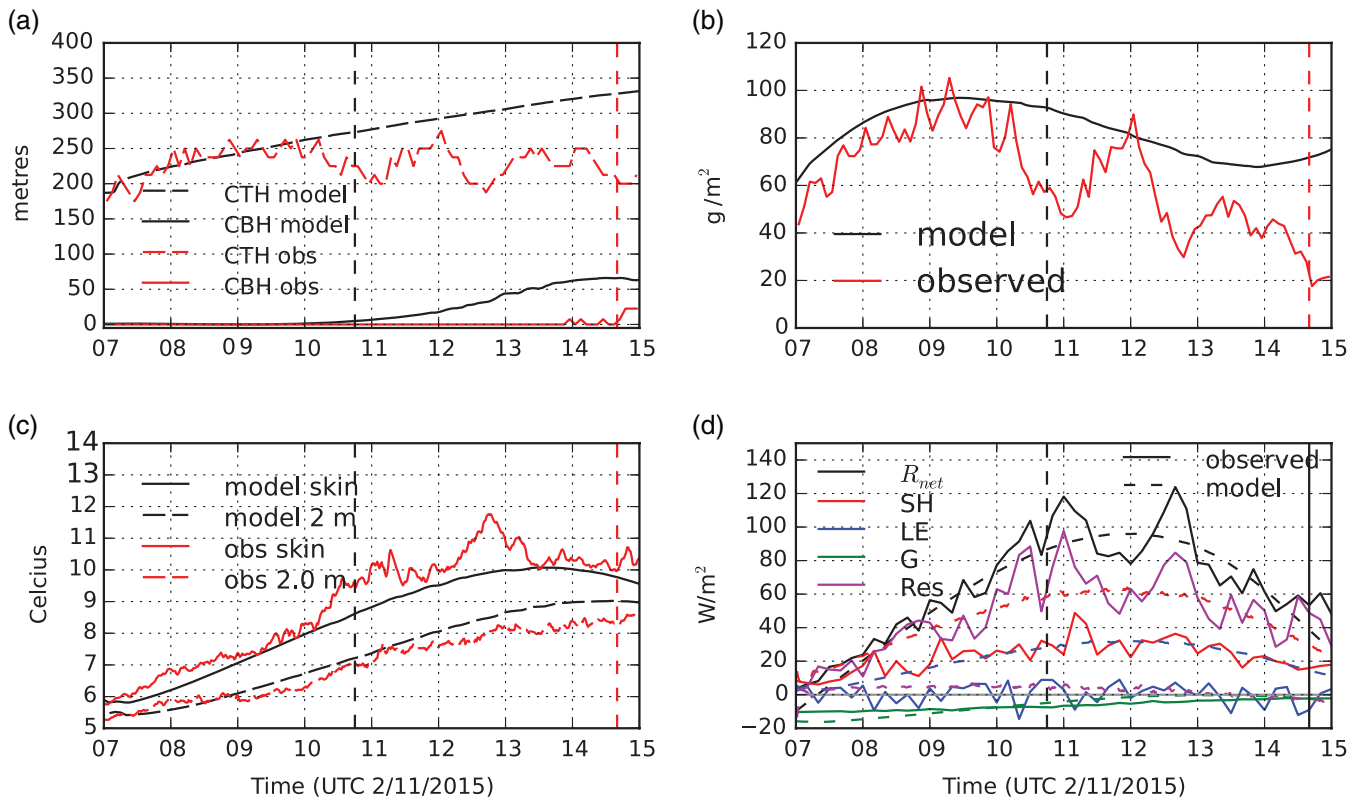 (a)
400
350
300
250
200
150
100
50
0
metres
CTH model
CBH model
CTH obs
CBH obs
07 08 09 10 11 12 13 14 15
(b)
120
100
80
60
40
20
0
g/m²
model
observed
07 08 09 10 11 12 13 14 15
(c)
14
13
12
11
10
9
8
7
6
5
Celcius
model skin
model 2 m
obs skin
obs 2.0 m
07 08 09 10 11 12 13 14 15
Time (UTC 2/11/2015)
(d)
140
120
100
80
60
40
20
0
−20
W/m²
R_net
SH
LE
G
Res
observed
model
07 08 09 10 11 12 13 14 15
Time (UTC 2/11/2015)